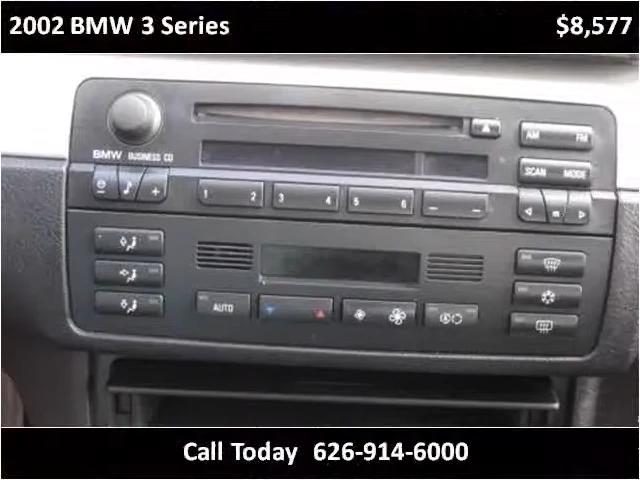 2002 BMW 3 Series $8,577
AM FM
BMW BUSINESS CD
SCAN MODE
1 2 3 4 5 6
m
AUTO
Call Today 626-914-6000